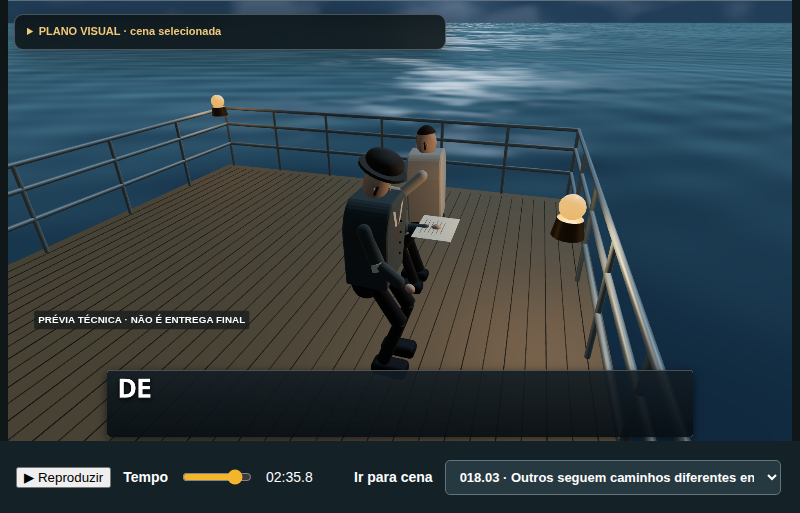 ▶ PLANO VISUAL · cena selecionada
PRÉVIA TÉCNICA · NÃO É ENTREGA FINAL
DE
▶ Reproduzir Tempo 02:35.8 Ir para cena 018.03 · Outros seguem caminhos diferentes en